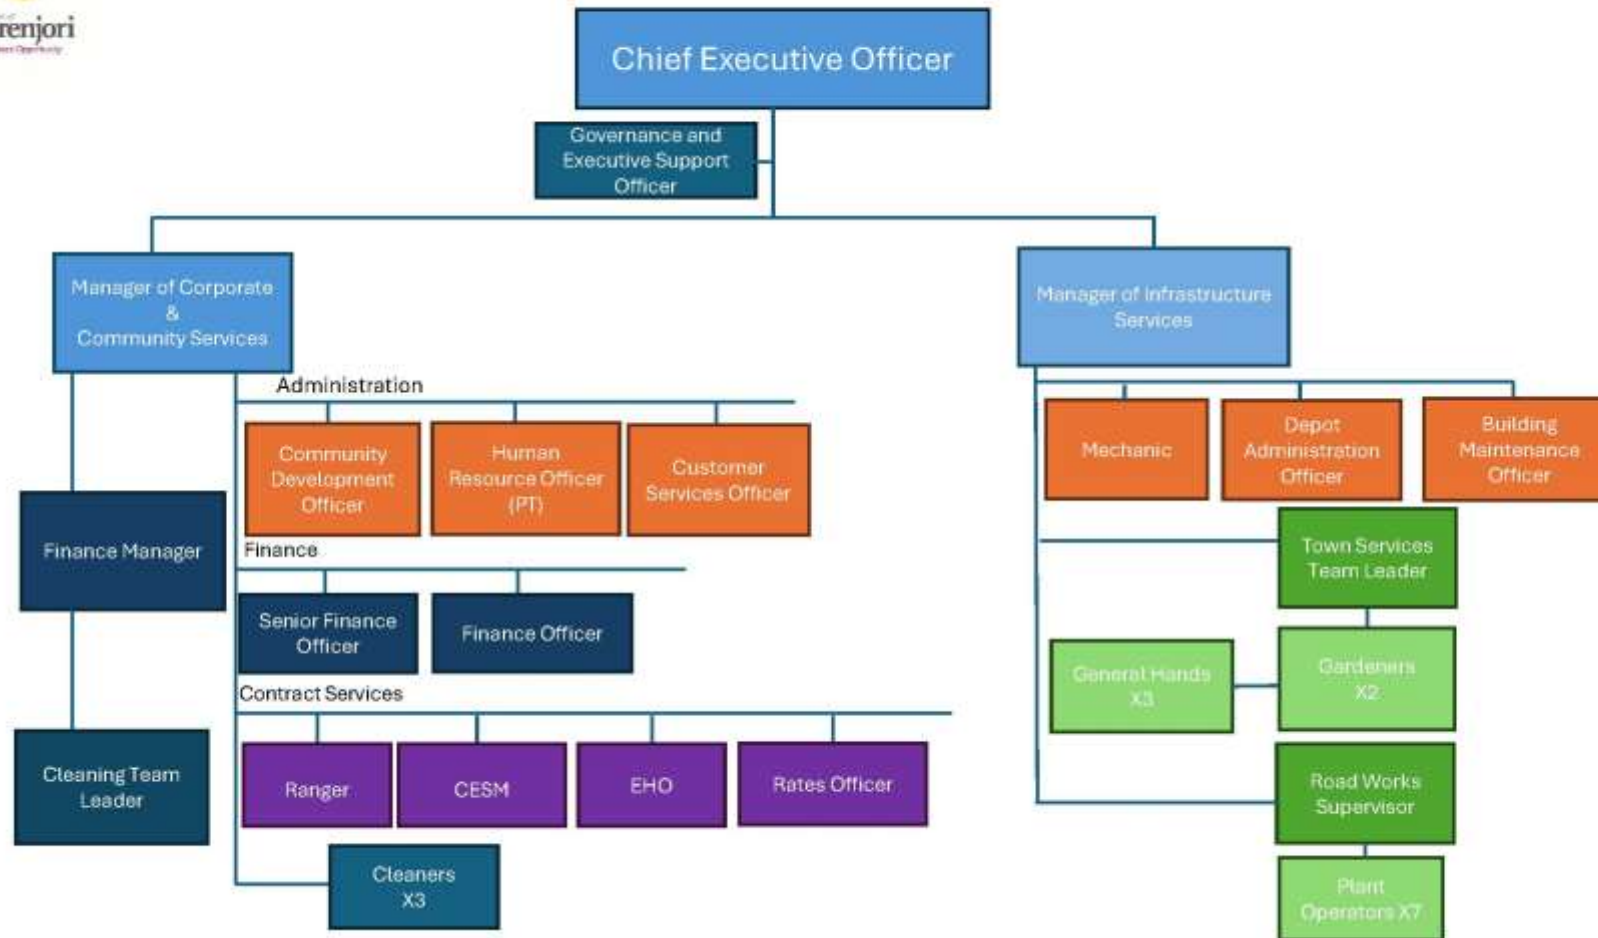 renjori
Chief Executive Officer
Governance and
Executive Support
Officer
Manager of Corporate
&
Community Services
Manager of Infrastructure
Services
Administration
Community
Development
Officer
Human
Resource Officer
(PT)
Customer
Services Officer
Mechanic
Depot
Administration
Officer
Building
Maintenance
Officer
Finance Manager
Finance
Senior Finance
Officer
Finance Officer
Town Services
Team Leader
General Hands
X3
Gardeners
X2
Contract Services
Cleaning Team
Leader
Ranger
CESM
EHO
Rates Officer
Road Works
Supervisor
Cleaners
X3
Plant
Operators X7